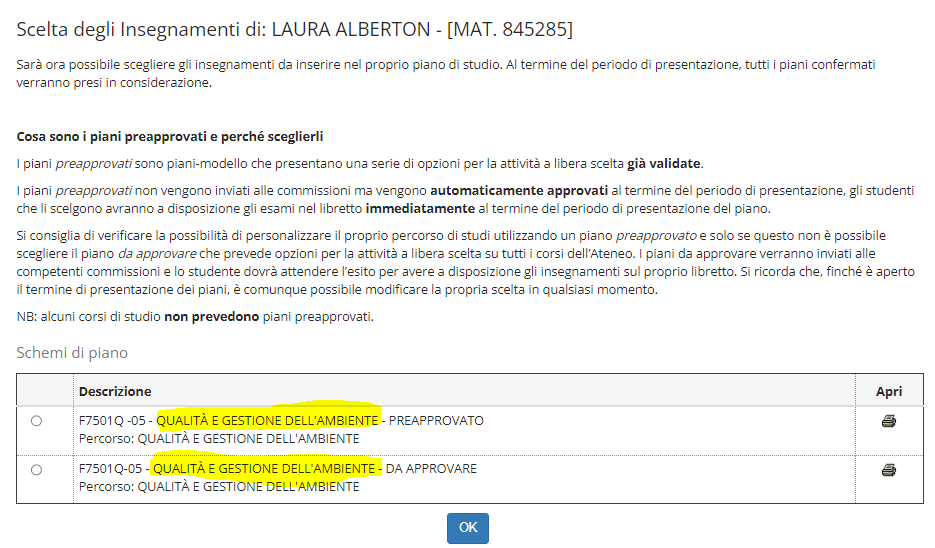 Scelta degli Insegnamenti di: LAURA ALBERTON - [MAT. 845285]
Sarà ora possibile scegliere gli insegnamenti da inserire nel proprio piano di studio. Al termine del periodo di presentazione, tutti i piani confermati
verranno presi in considerazione.
Cosa sono i piani preapprovati e perché sceglierli
I piani preapprovati sono piani-modello che presentano una serie di opzioni per la attività a libera scelta già validate.
I piani preapprovati non vengono inviati alle commissioni ma vengono automaticamente approvati al termine del periodo di presentazione, gli studenti
che li scelgono avranno a disposizione gli esami nel libretto immediatamente al termine del periodo di presentazione del piano.
Si consiglia di verificare la possibilità di personalizzare il proprio percorso di studi utilizzando un piano preapprovato e solo se questo non è possibile
scegliere il piano da approvare che prevede opzioni per la attività a libera scelta su tutti i corsi dell'Ateneo. I piani da approvare verranno inviati alle
competenti commissioni e lo studente dovrà attendere l'esito per avere a disposizione gli insegnamenti sul proprio libretto. Si ricorda che, finché è aperto
il termine di presentazione dei piani, è comunque possibile modificare la propria scelta in qualsiasi momento.
NB: alcuni corsi di studio non prevedono piani preapprovati.
Schemi di piano
Descrizione Apri
F7501Q -05 - QUALITÀ E GESTIONE DELL'AMBIENTE - PREAPPROVATO
Percorso: QUALITÀ E GESTIONE DELL'AMBIENTE
F7501Q-05 - QUALITÀ E GESTIONE DELL'AMBIENTE - DA APPROVARE
Percorso: QUALITÀ E GESTIONE DELL'AMBIENTE
OK